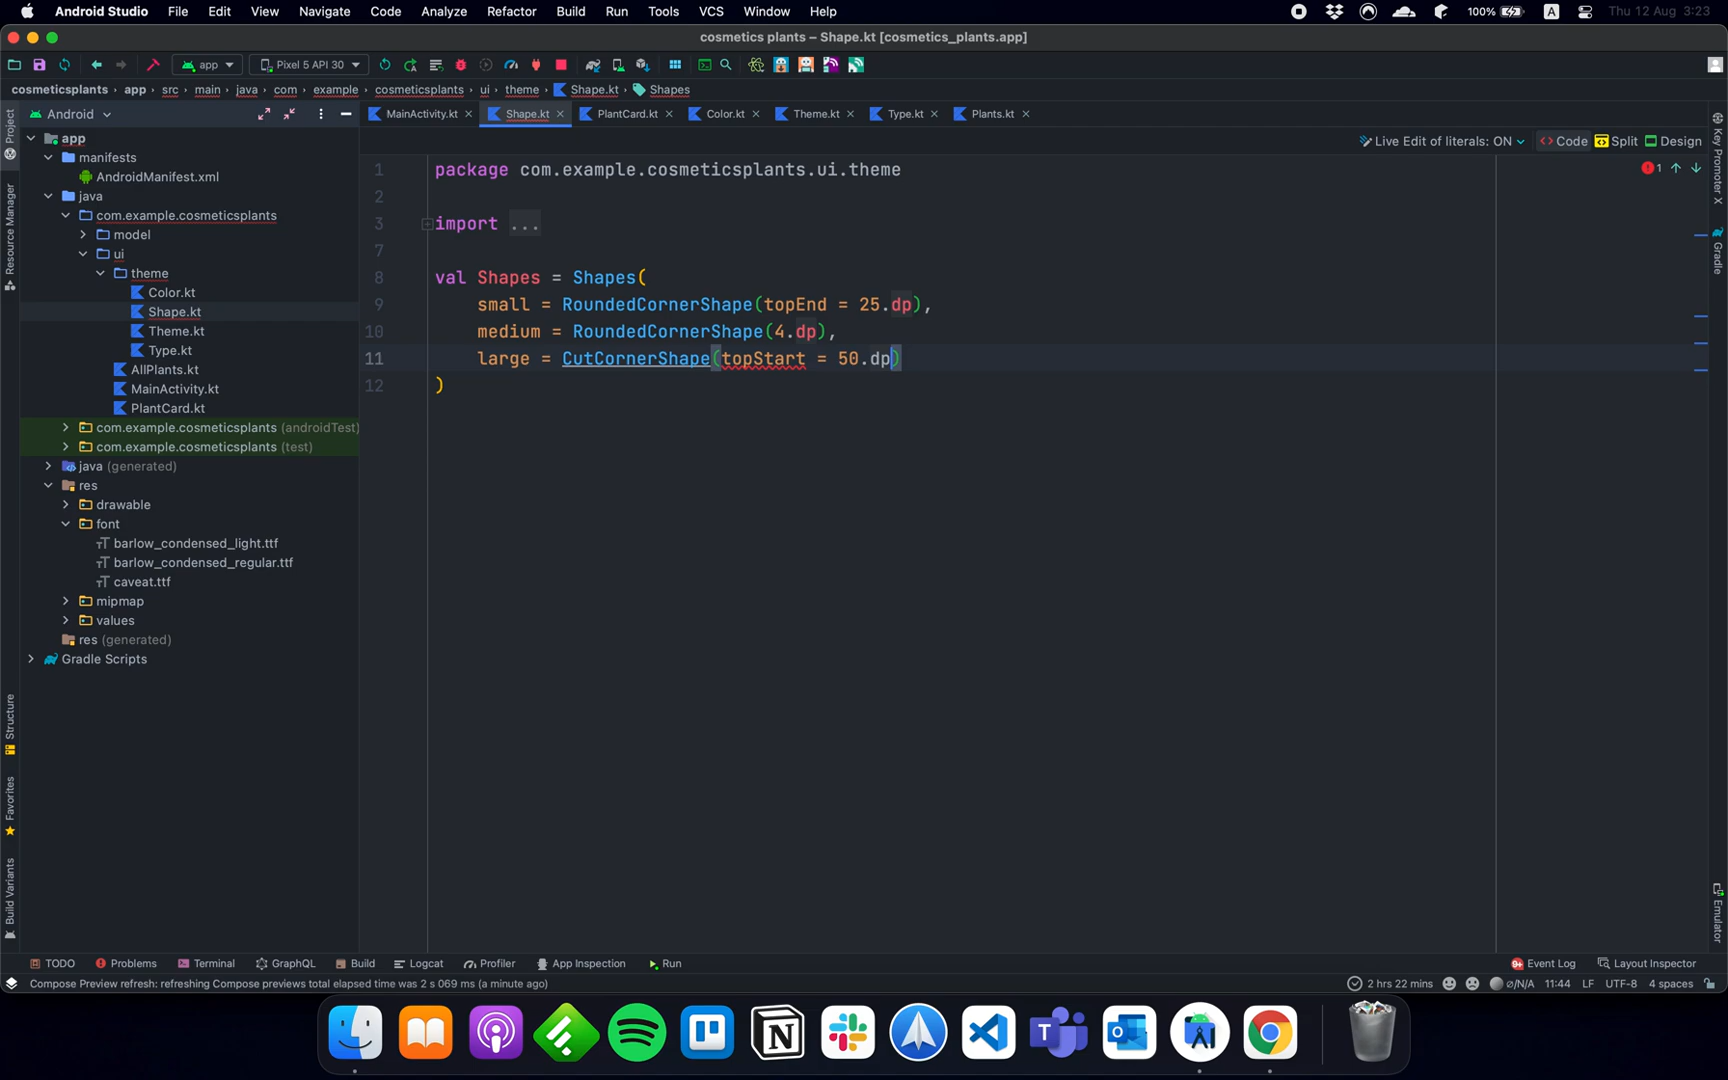 Android Studio File Edit View Navigate Code Analyze Refactor Build Run Tools VCS Window Help 100% A Thu 12 Aug 3:23
cosmetics plants – Shape.kt [cosmetics_plants.app]
app Pixel 5 API 30
cosmeticsplants app src main java com example cosmeticsplants ui theme Shape.kt Shapes
Android MainActivity.kt Shape.kt PlantCard.kt Color.kt Theme.kt Type.kt Plants.kt
Live Edit of literals: ON Code Split Design
1
Project
Resource Manager
Structure
Favorites
Build Variants
Key Promoter X
Gradle
Emulator
app
manifests
AndroidManifest.xml
java
com.example.cosmeticsplants
model
ui
theme
Color.kt
Shape.kt
Theme.kt
Type.kt
AllPlants.kt
MainActivity.kt
PlantCard.kt
com.example.cosmeticsplants (androidTest)
com.example.cosmeticsplants (test)
java (generated)
res
drawable
font
barlow_condensed_light.ttf
barlow_condensed_regular.ttf
caveat.ttf
mipmap
values
res (generated)
Gradle Scripts
1 package com.example.cosmeticsplants.ui.theme
2
3 import ...
7
8 val Shapes = Shapes(
9 small = RoundedCornerShape(topEnd = 25.dp),
10 medium = RoundedCornerShape(4.dp),
11 large = CutCornerShape(topStart = 50.dp)
12 )
TODO Problems Terminal GraphQL Build Logcat Profiler App Inspection Run 9+ Event Log Layout Inspector
Compose Preview refresh: refreshing Compose previews total elapsed time was 2 s 069 ms (a minute ago) 2 hrs 22 mins ⌀/N/A 11:44 LF UTF-8 4 spaces